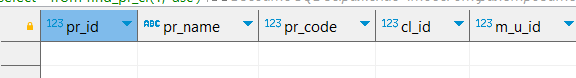 123 pr_id ABC pr_name 123 pr_code 123 cl_id 123 m_u_id